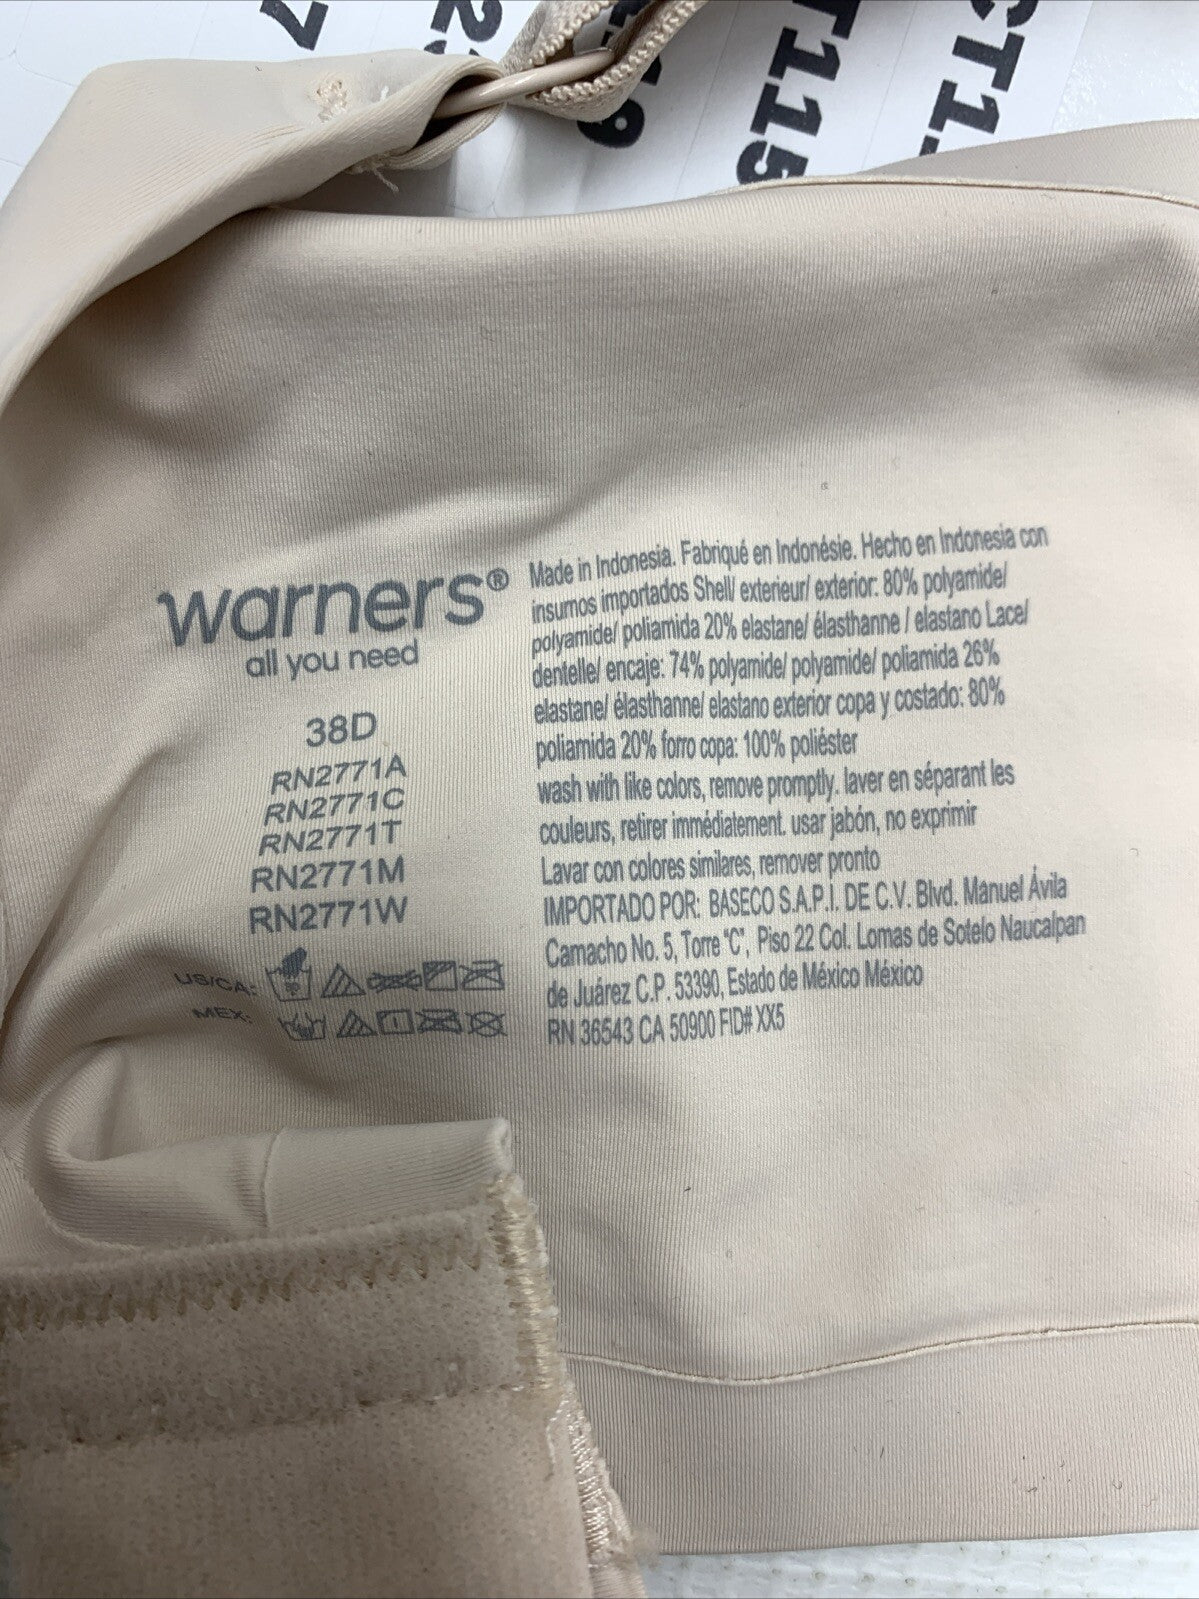 warners®
all you need
38D
RN2771A
RN2771C
RN2771T
RN2771M
RN2771W
US/CA:
MEX:
Made in Indonesia. Fabriqué en Indonésie. Hecho en Indonesia con
insumos importados Shell/ exterieur/ exterior: 80% polyamide/
polyamide/ poliamida 20% elastane/ élasthanne / elastano Lace/
dentelle/ encaje: 74% polyamide/ polyamide/ poliamida 26%
elastane/ élasthanne/ elastano exterior copa y costado: 80%
poliamida 20% forro copa: 100% poliéster
wash with like colors, remove promptly. laver en séparant les
couleurs, retirer immédiatement. usar jabón, no exprimir
Lavar con colores similares, remover pronto
IMPORTADO POR: BASECO S.A.P.I. DE C.V. Blvd. Manuel Ávila
Camacho No. 5, Torre "C", Piso 22 Col. Lomas de Sotelo Naucalpan
de Juárez C.P. 53390, Estado de México México
RN 36543 CA 50900 FID# XX5
CT115
CT1
7